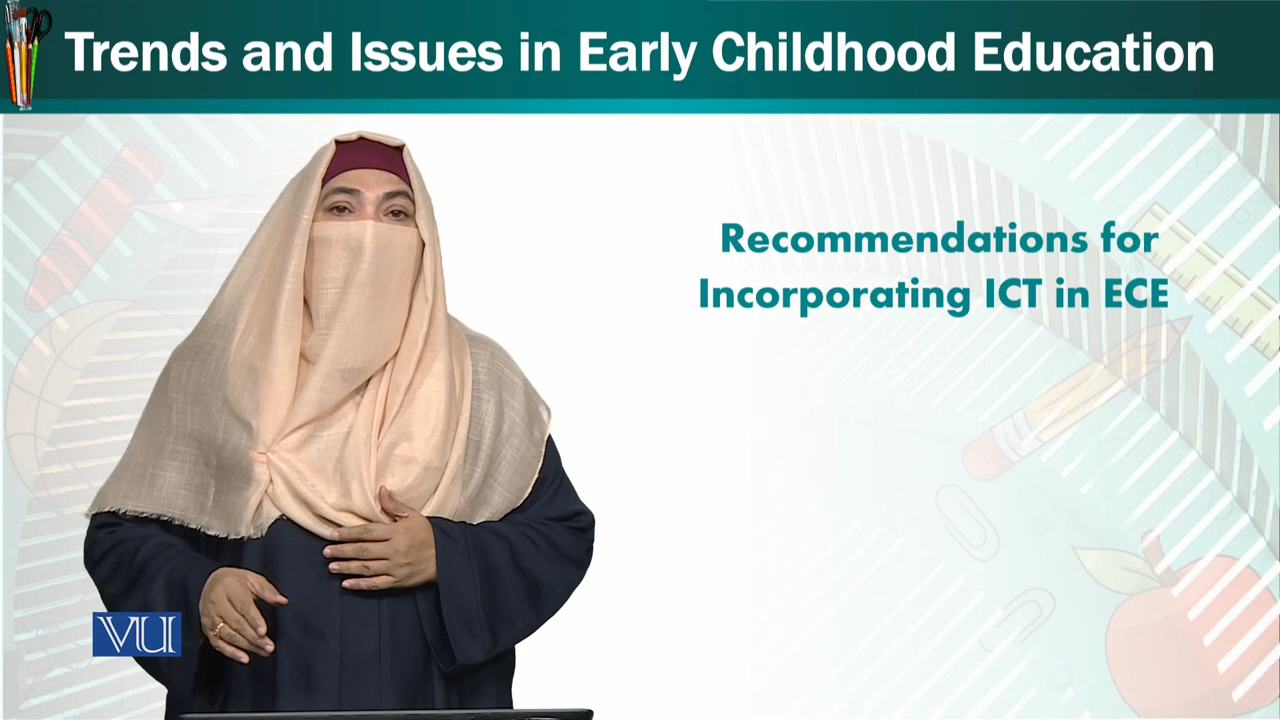 Trends and Issues in Early Childhood Education
Recommendations for
Incorporating ICT in ECE
VU